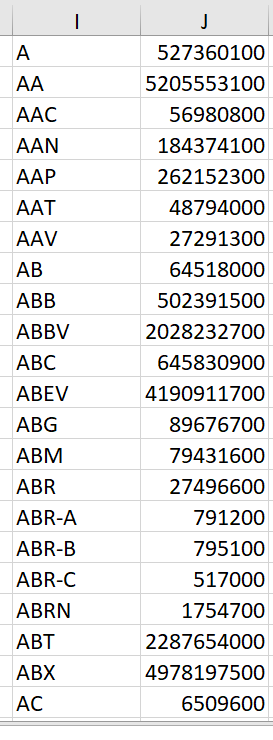 I J
A 527360100
AA 5205553100
AAC 56980800
AAN 184374100
AAP 262152300
AAT 48794000
AAV 27291300
AB 64518000
ABB 502391500
ABBV 2028232700
ABC 645830900
ABEV 4190911700
ABG 89676700
ABM 79431600
ABR 27496600
ABR-A 791200
ABR-B 795100
ABR-C 517000
ABRN 1754700
ABT 2287654000
ABX 4978197500
AC 6509600